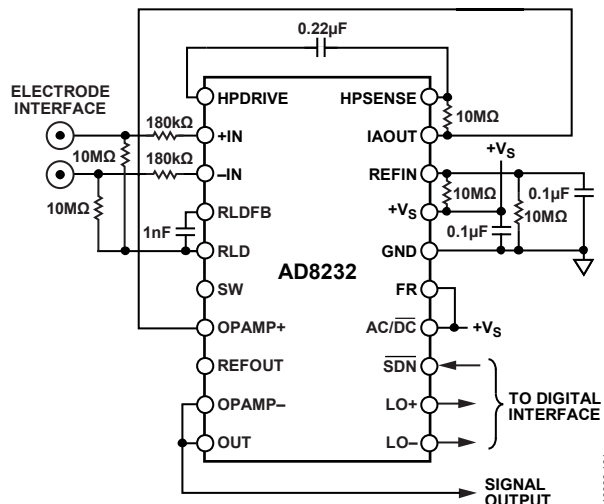 0.22µF
ELECTRODE
INTERFACE
HPDRIVE
HPSENSE
180kΩ
+IN
10MΩ
IAOUT
+VS
10MΩ
180kΩ
–IN
REFIN
10MΩ
0.1µF
10MΩ
RLDFB
+VS
10MΩ
1nF
0.1µF
RLD
GND
AD8232
SW
FR
OPAMP+
AC/DC
+VS
REFOUT
SDN
OPAMP–
LO+
TO DIGITAL
INTERFACE
OUT
LO–
SIGNAL
OUTPUT